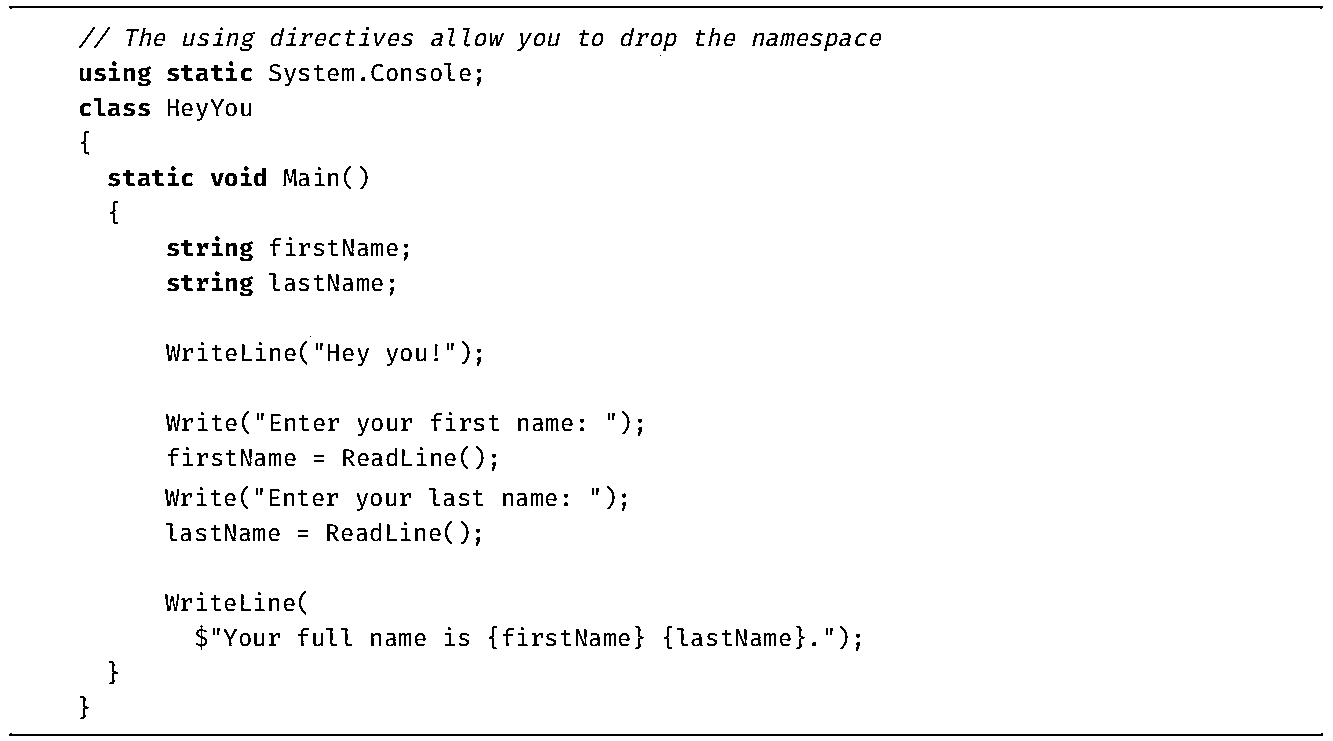 // The using directives allow you to drop the namespace
using static System.Console;
class HeyYou
{
  static void Main()
  {
      string firstName;
      string lastName;

      WriteLine("Hey you!");

      Write("Enter your first name: ");
      firstName = ReadLine();
      Write("Enter your last name: ");
      lastName = ReadLine();

      WriteLine(
        $"Your full name is {firstName} {lastName}.");
  }
}